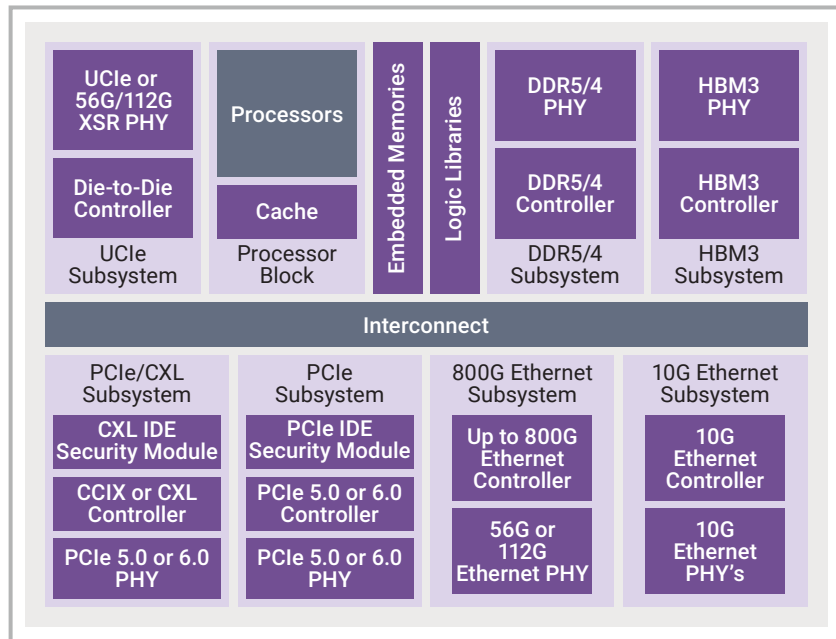 UCIe or
56G/112G
XSR PHY
Die-to-Die
Controller
UCIe
Subsystem
Processors
Cache
Processor
Block
Embedded Memories
Logic Libraries
DDR5/4
PHY
DDR5/4
Controller
DDR5/4
Subsystem
HBM3
PHY
HBM3
Controller
HBM3
Subsystem
Interconnect
PCIe/CXL
Subsystem
CXL IDE
Security Module
CCIX or CXL
Controller
PCIe 5.0 or 6.0
PHY
PCIe
Subsystem
PCIe IDE
Security Module
PCIe 5.0 or 6.0
Controller
PCIe 5.0 or 6.0
PHY
800G Ethernet
Subsystem
Up to 800G
Ethernet
Controller
56G or
112G
Ethernet PHY
10G Ethernet
Subsystem
10G
Ethernet
Controller
10G
Ethernet
PHY's